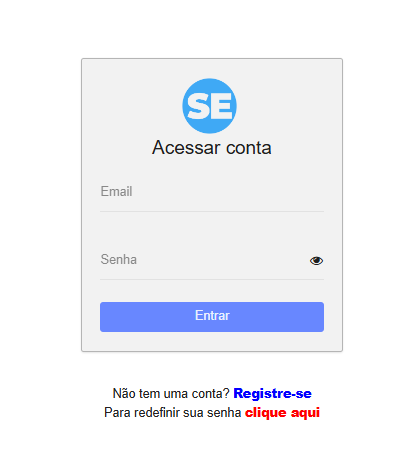 SE
Acessar conta
Email
Senha
Entrar
Não tem uma conta? Registre-se
Para redefinir sua senha clique aqui